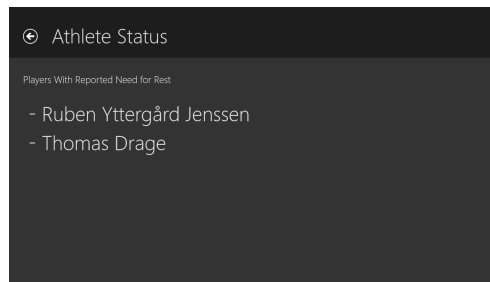 Athlete Status
Players With Reported Need for Rest
- Ruben Yttergård Jenssen
- Thomas Drage